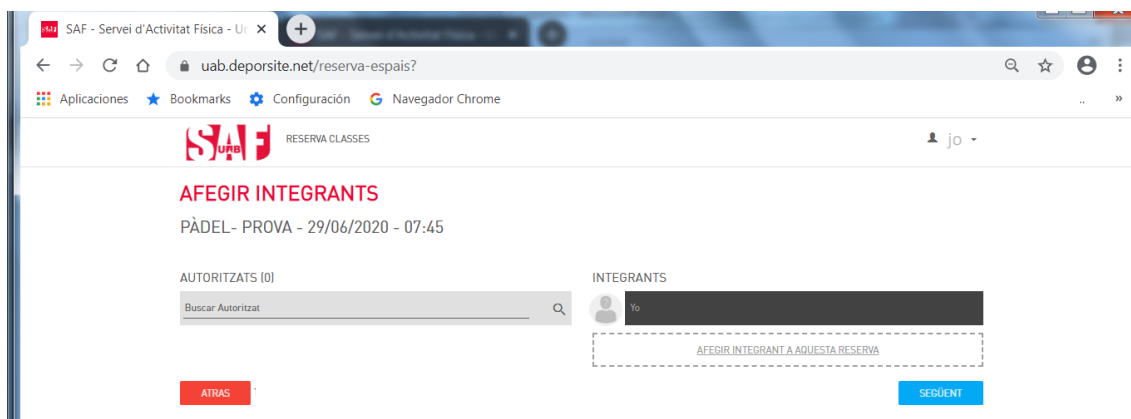 SAF - Servei d'Activitat Física - Un
uab.deporsite.net/reserva-espais?
Aplicaciones Bookmarks Configuración Navegador Chrome .. »
SAF UAB RESERVA CLASSES jo
AFEGIR INTEGRANTS
PÀDEL- PROVA - 29/06/2020 - 07:45
AUTORITZATS (0) INTEGRANTS
Buscar Autoritzat Yo
AFEGIR INTEGRANT A AQUESTA RESERVA
ATRAS SEGÜENT